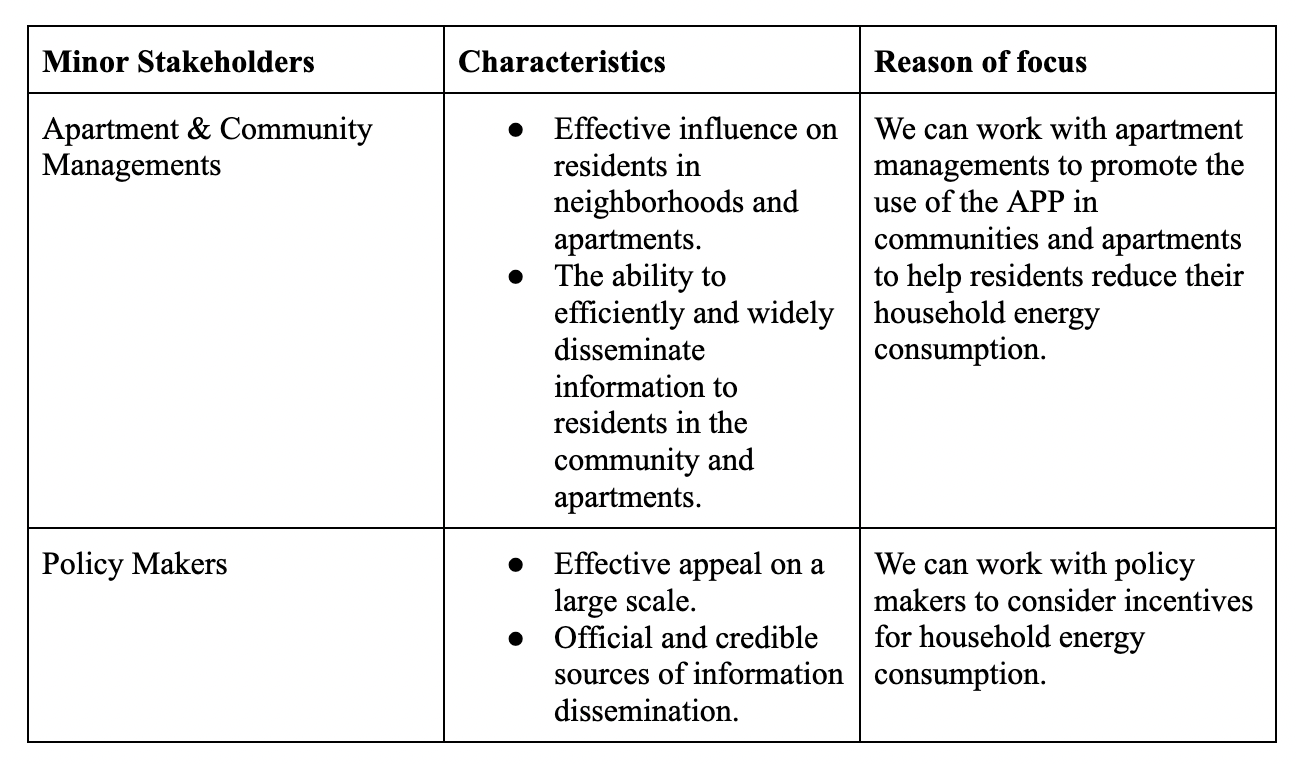 Minor Stakeholders
Characteristics
Reason of focus
Apartment & Community
Managements
● Effective influence on
residents in
neighborhoods and
apartments.
● The ability to
efficiently and widely
disseminate
information to
residents in the
community and
apartments.
We can work with apartment
managements to promote the
use of the APP in
communities and apartments
to help residents reduce their
household energy
consumption.
Policy Makers
● Effective appeal on a
large scale.
● Official and credible
sources of information
dissemination.
We can work with policy
makers to consider incentives
for household energy
consumption.